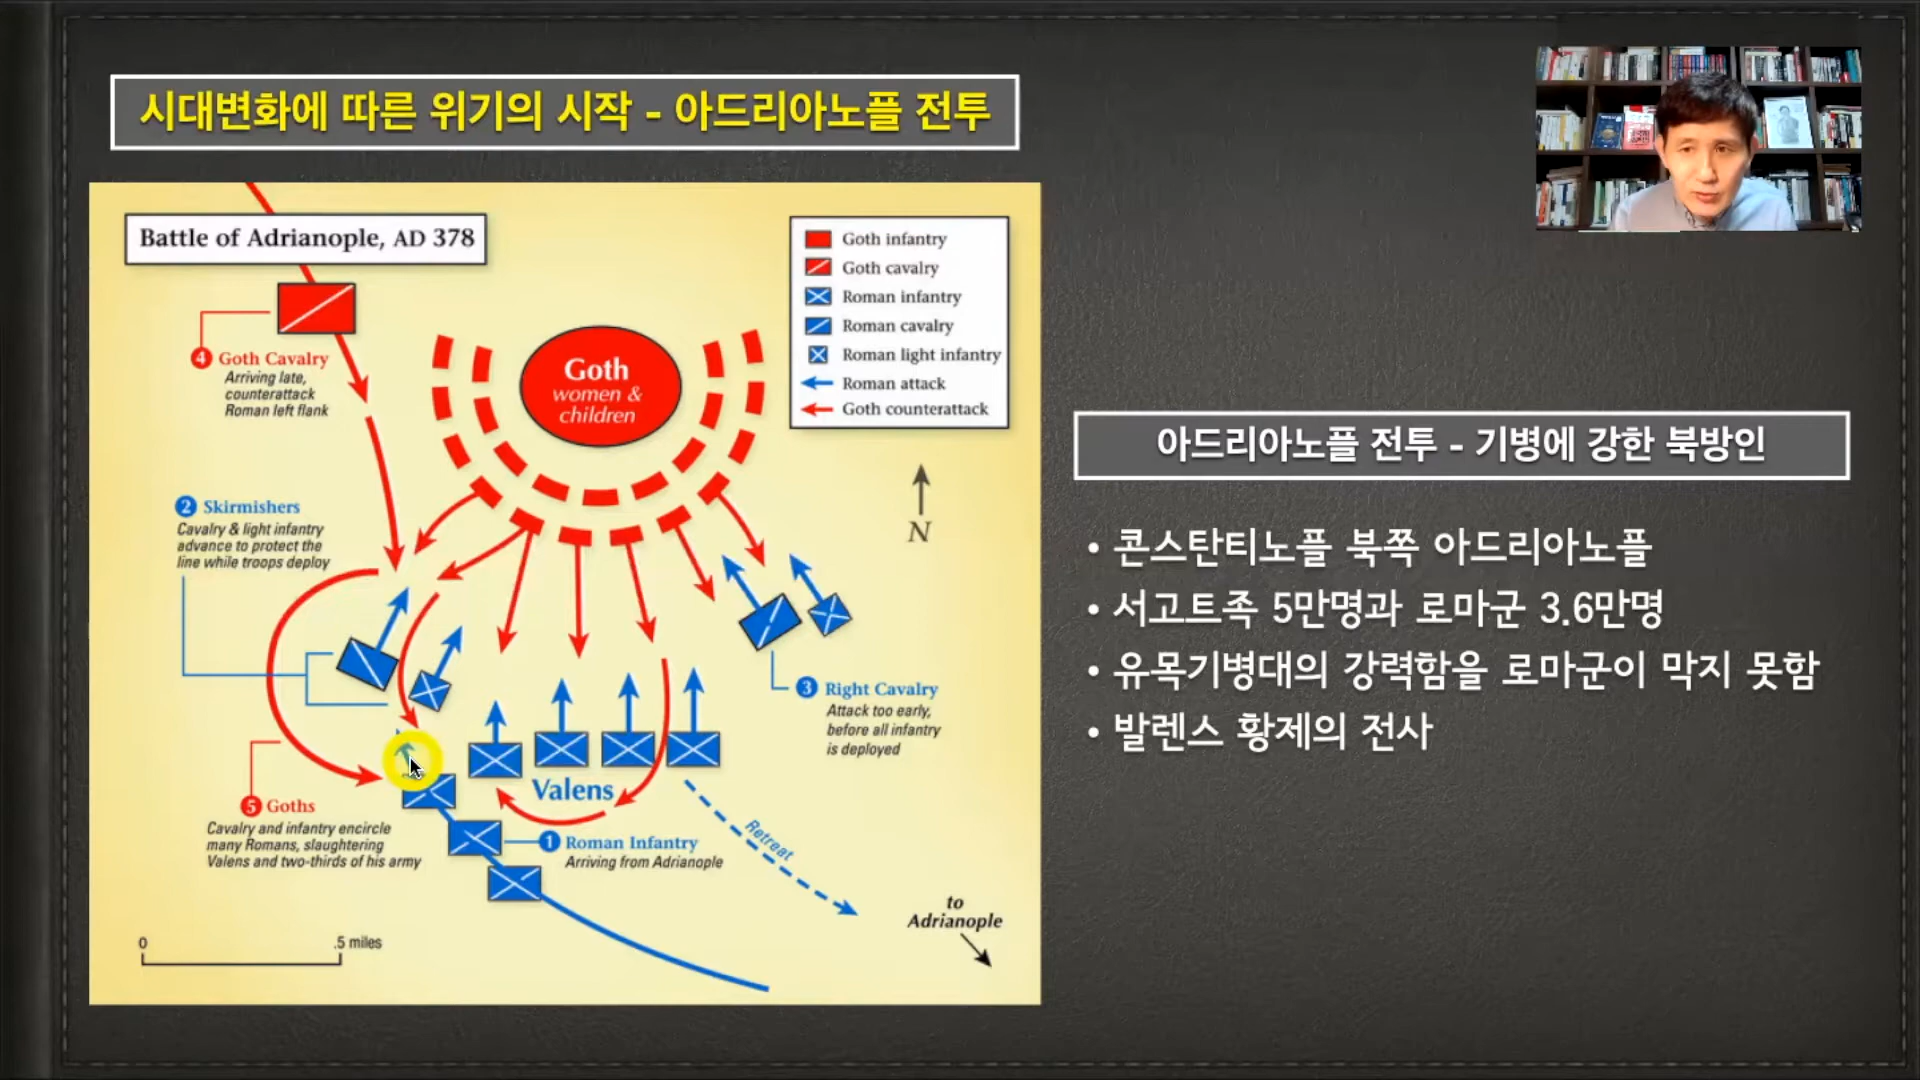 시대변화에 따른 위기의 시작 - 아드리아노플 전투
Battle of Adrianople, AD 378
Goth infantry
Goth cavalry
Roman infantry
Roman cavalry
Roman light infantry
Roman attack
Goth counterattack
Goth
women &
children
4 Goth Cavalry
Arriving late,
counterattack
Roman left flank
N
2 Skirmishers
Cavalry & light infantry
advance to protect the
line while troops deploy
3 Right Cavalry
Attack too early,
before all infantry
is deployed
Valens
5 Goths
Cavalry and infantry encircle
many Romans, slaughtering
Valens and two-thirds of his army
1 Roman Infantry
Arriving from Adrianople
Retreat
to
Adrianople
0 .5 miles
아드리아노플 전투 - 기병에 강한 북방인
• 콘스탄티노플 북쪽 아드리아노플
• 서고트족 5만명과 로마군 3.6만명
• 유목기병대의 강력함을 로마군이 막지 못함
• 발렌스 황제의 전사